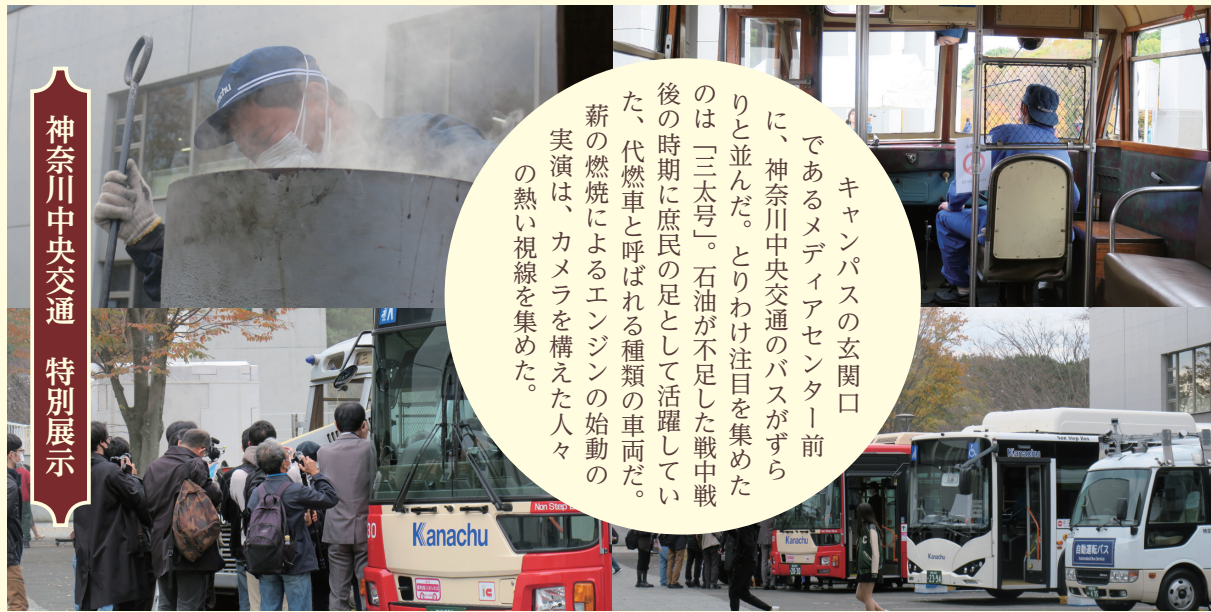 神奈川中央交通　特別展示
キャンパスの玄関口
であるメディアセンター前
に、神奈川中央交通のバスがずら
りと並んだ。とりわけ注目を集めた
のは「三太号」。石油が不足した戦中戦
後の時期に庶民の足として活躍してい
た、代燃車と呼ばれる種類の車両だ。
薪の燃焼によるエンジンの始動の
実演は、カメラを構えた人々
の熱い視線を集めた。
Kanachu
Non Step Bus
Kanachu
Kanachu
自動運転バス